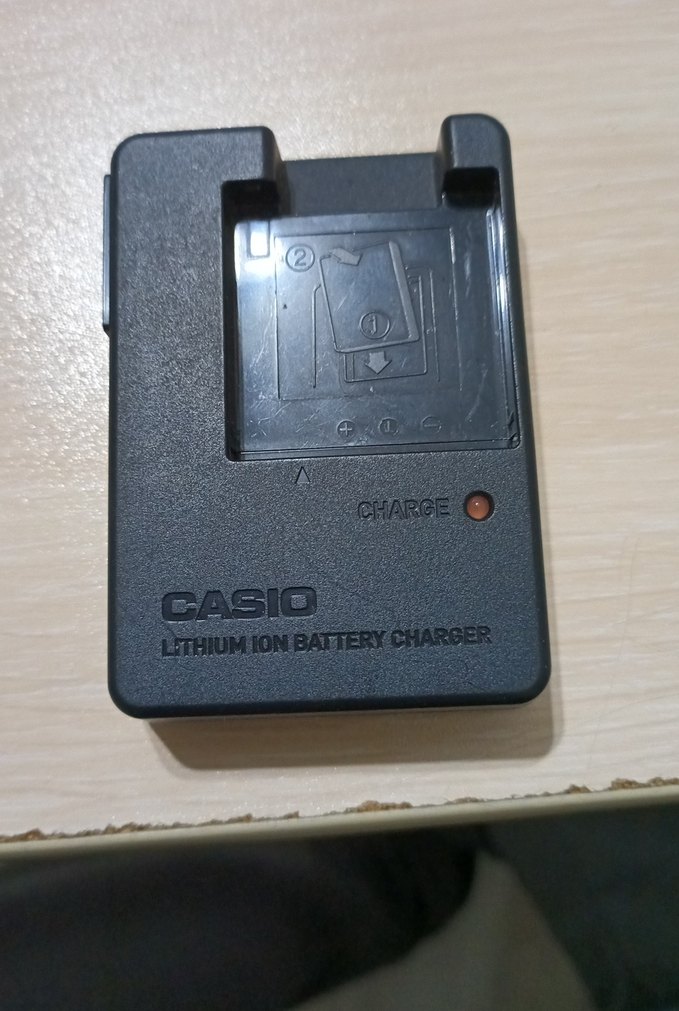 ②
①
CHARGE
CASIO
LITHIUM ION BATTERY CHARGER